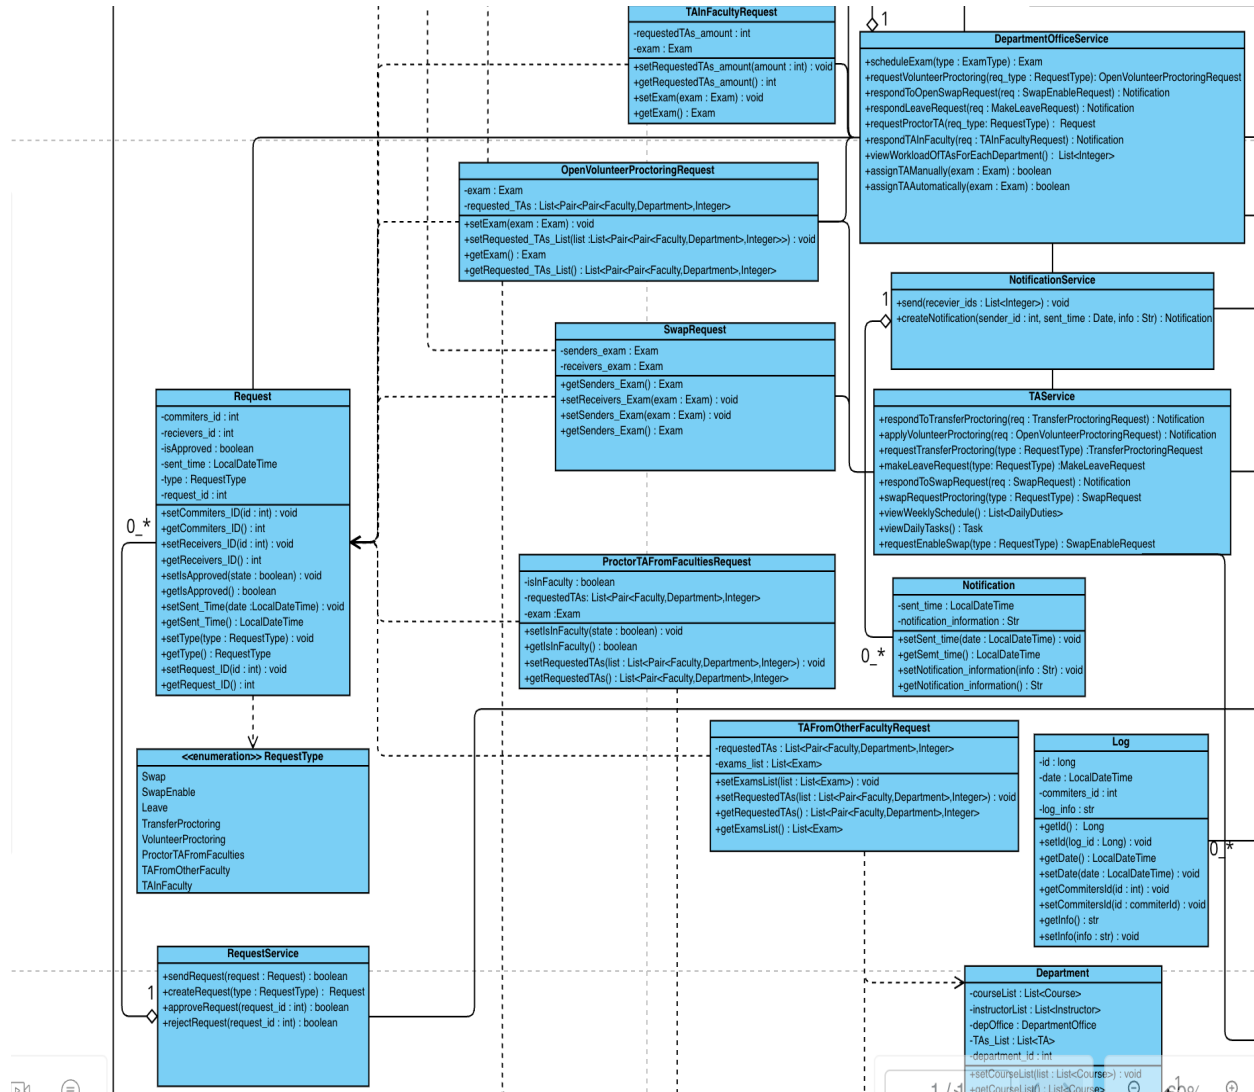 TAInFacultyRequest
-requestedTAs_amount : int
-exam : Exam
+setRequestedTAs_amount(amount : int) : void
+getRequestedTAs_amount() : int
+setExam(exam : Exam) : void
+getExam() : Exam
1
DepartmentOfficeService
+scheduleExam(type : ExamType) : Exam
+requestVolunteerProctoring(req_type : RequestType): OpenVolunteerProctoringRequest
+respondToOpenSwapRequest(req : SwapEnableRequest) : Notification
+respondLeaveRequest(req : MakeLeaveRequest) : Notification
+requestProctorTA(req_type: RequestType) : Request
+respondTAInFaculty(req : TAInFacultyRequest) : Notification
+viewWorkloadOfTAsForEachDepartment() : List<Integer>
+assignTAManually(exam : Exam) : boolean
+assignTAAutomatically(exam : Exam) : boolean
OpenVolunteerProctoringRequest
-exam : Exam
-requested_TAs : List<Pair<Pair<Faculty,Department>,Integer>
+setExam(exam : Exam) : void
+setRequested_TAs_List(list :List<Pair<Pair<Faculty,Department>,Integer>>) : void
+getExam() : Exam
+getRequested_TAs_List() : List<Pair<Pair<Faculty,Department>,Integer>
NotificationService
1
+send(recevier_ids : List<Integer>) : void
+createNotification(sender_id : int, sent_time : Date, info : Str) : Notification
SwapRequest
-senders_exam : Exam
-receivers_exam : Exam
+getSenders_Exam() : Exam
+setReceivers_Exam(exam : Exam) : void
+setSenders_Exam(exam : Exam) : void
+getSenders_Exam() : Exam
TAService
+respondToTransferProctoring(req : TransferProctoringRequest) : Notification
+applyVolunteerProctoring(req : OpenVolunteerProctoringRequest) : Notification
+requestTransferProctoring(type : RequestType) :TransferProctoringRequest
+makeLeaveRequest(type: RequestType) :MakeLeaveRequest
+respondToSwapRequest(req : SwapRequest) : Notification
+swapRequestProctoring(type : RequestType) : SwapRequest
+viewWeeklySchedule() : List<DailyDuties>
+viewDailyTasks() : Task
+requestEnableSwap(type : RequestType) : SwapEnableRequest
Request
-commiters_id : int
-recievers_id : int
-isApproved : boolean
-sent_time : LocalDateTime
-type : RequestType
-request_id : int
+setCommiters_ID(id : int) : void
+getCommiters_ID() : int
+setReceivers_ID(id : int) : void
+getReceivers_ID() : int
+setIsApproved(state : boolean) : void
+getIsApproved() : boolean
+setSent_Time(date :LocalDateTime) : void
+getSent_Time() : LocalDateTime
+setType(type : RequestType) : void
+getType() : RequestType
+setRequest_ID(id : int) : void
+getRequest_ID() : int
0_*
ProctorTAFromFacultiesRequest
-isInFaculty : boolean
-requestedTAs: List<Pair<Faculty,Department>,Integer>
-exam :Exam
+setIsInFaculty(state : boolean) : void
+getIsInFaculty() : boolean
+setRequestedTAs(list : List<Pair<Faculty,Department>,Integer>) : void
+getRequestedTAs() : List<Pair<Faculty,Department>,Integer>
Notification
-sent_time : LocalDateTime
-notification_information : Str
+setSent_time(date : LocalDateTime) : void
+getSemt_time() : LocalDateTime
+setNotification_information(info : Str) : void
+getNotification_information() : Str
0_*
<<enumeration>> RequestType
Swap
SwapEnable
Leave
TransferProctoring
VolunteerProctoring
ProctorTAFromFaculties
TAFromOtherFaculty
TAInFaculty
TAFromOtherFacultyRequest
-requestedTAs : List<Pair<Faculty,Department>,Integer>
-exams_list : List<Exam>
+setExamsList(list : List<Exam>) : void
+setRequestedTAs(list : List<Pair<Faculty,Department>,Integer>) : void
+getRequestedTAs() : List<Pair<Faculty,Department>,Integer>
+getExamsList() : List<Exam>
Log
-id : long
-date : LocalDateTime
-commiters_id : int
-log_info : str
+getId() : Long
+setId(log_id : Long) : void
+getDate() : LocalDateTime
+setDate(date : LocalDateTime) : void
+getCommitersId(id : int) : void
+setCommitersId(id : commiterId) : void
+getInfo() : str
+setInfo(info : str) : void
0_*
RequestService
+sendRequest(request : Request) : boolean
+createRequest(type : RequestType) : Request
+approveRequest(request_id : int) : boolean
+rejectRequest(request_id : int) : boolean
1
Department
-courseList : List<Course>
-instructorList : List<Instructor>
-depOffice : DepartmentOffice
-TAs_List : List<TA>
-department_id : int
+setCourseList(list : List<Course>) : void
+getCourseList() : List<Course>
1